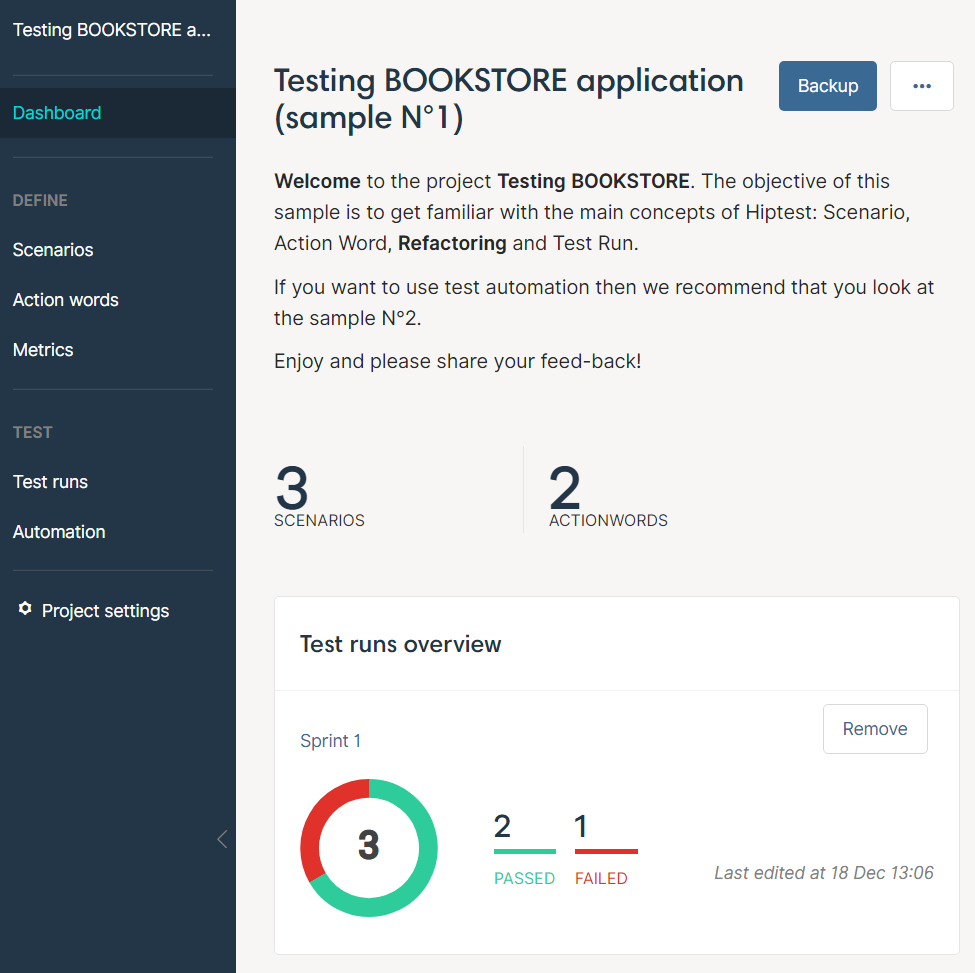 Testing BOOKSTORE a...
Dashboard
DEFINE
Scenarios
Action words
Metrics
TEST
Test runs
Automation
Project settings
Testing BOOKSTORE application
(sample N°1)
Backup
...
Welcome to the project Testing BOOKSTORE. The objective of this
sample is to get familiar with the main concepts of Hiptest: Scenario,
Action Word, Refactoring and Test Run.
If you want to use test automation then we recommend that you look at
the sample N°2.
Enjoy and please share your feed-back!
3
SCENARIOS
2
ACTIONWORDS
Test runs overview
Sprint 1
Remove
3
2
PASSED
1
FAILED
Last edited at 18 Dec 13:06